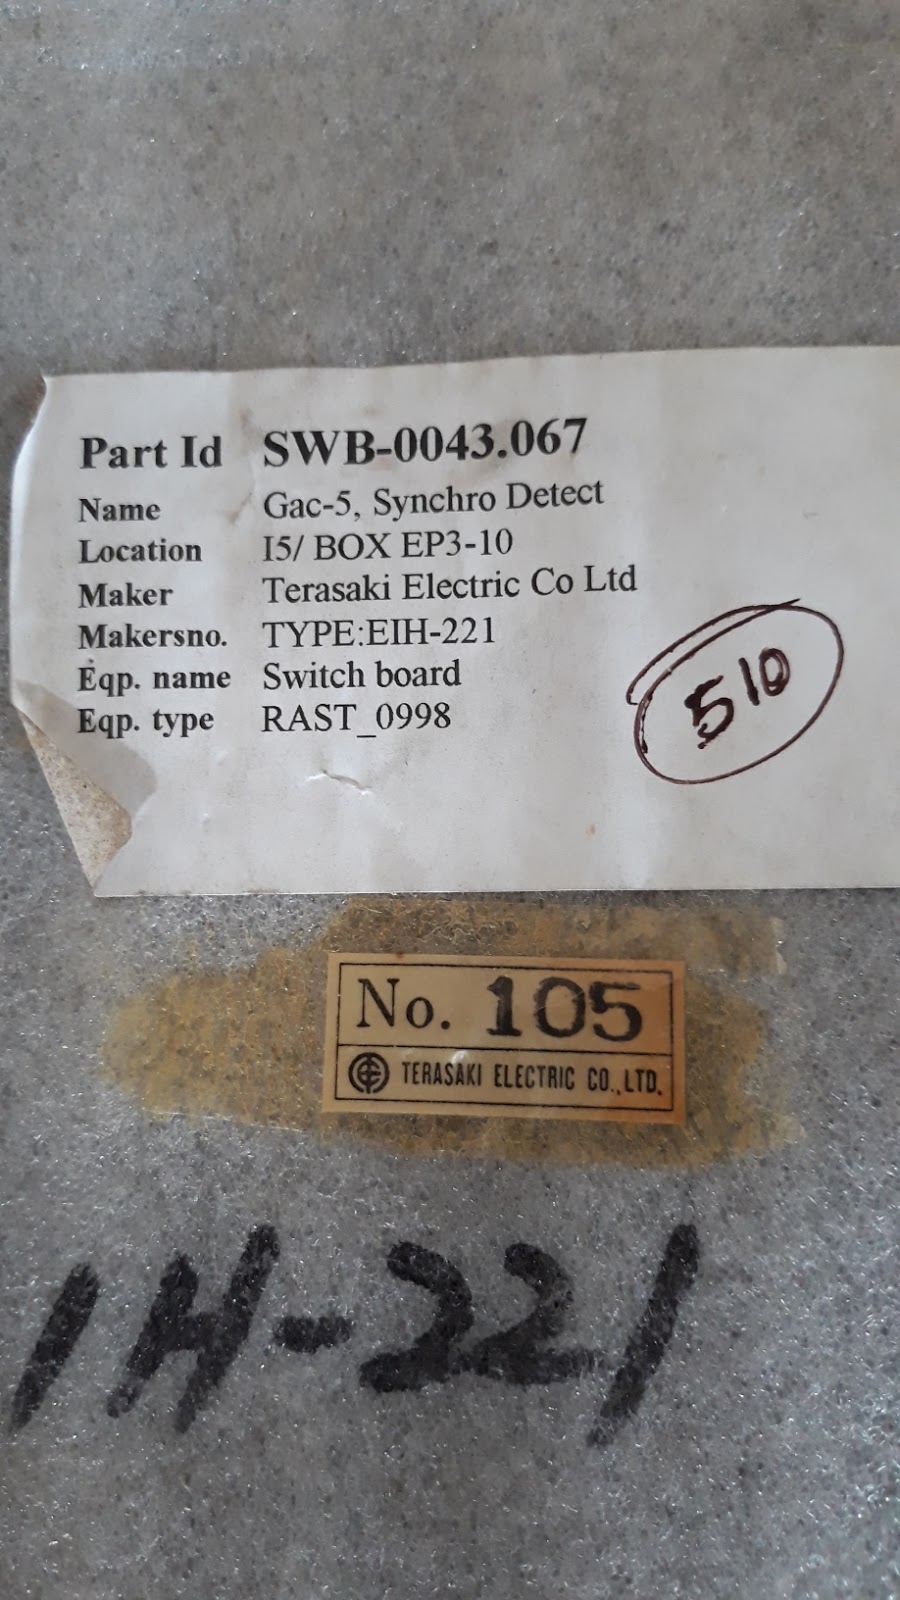 Part Id SWB-0043.067
Name Gac-5, Synchro Detect
Location I5/ BOX EP3-10
Maker Terasaki Electric Co Ltd
Makersno. TYPE:EIH-221
Eqp. name Switch board
Eqp. type RAST_0998
510
No. 105
TERASAKI ELECTRIC CO.,LTD.
IH-221